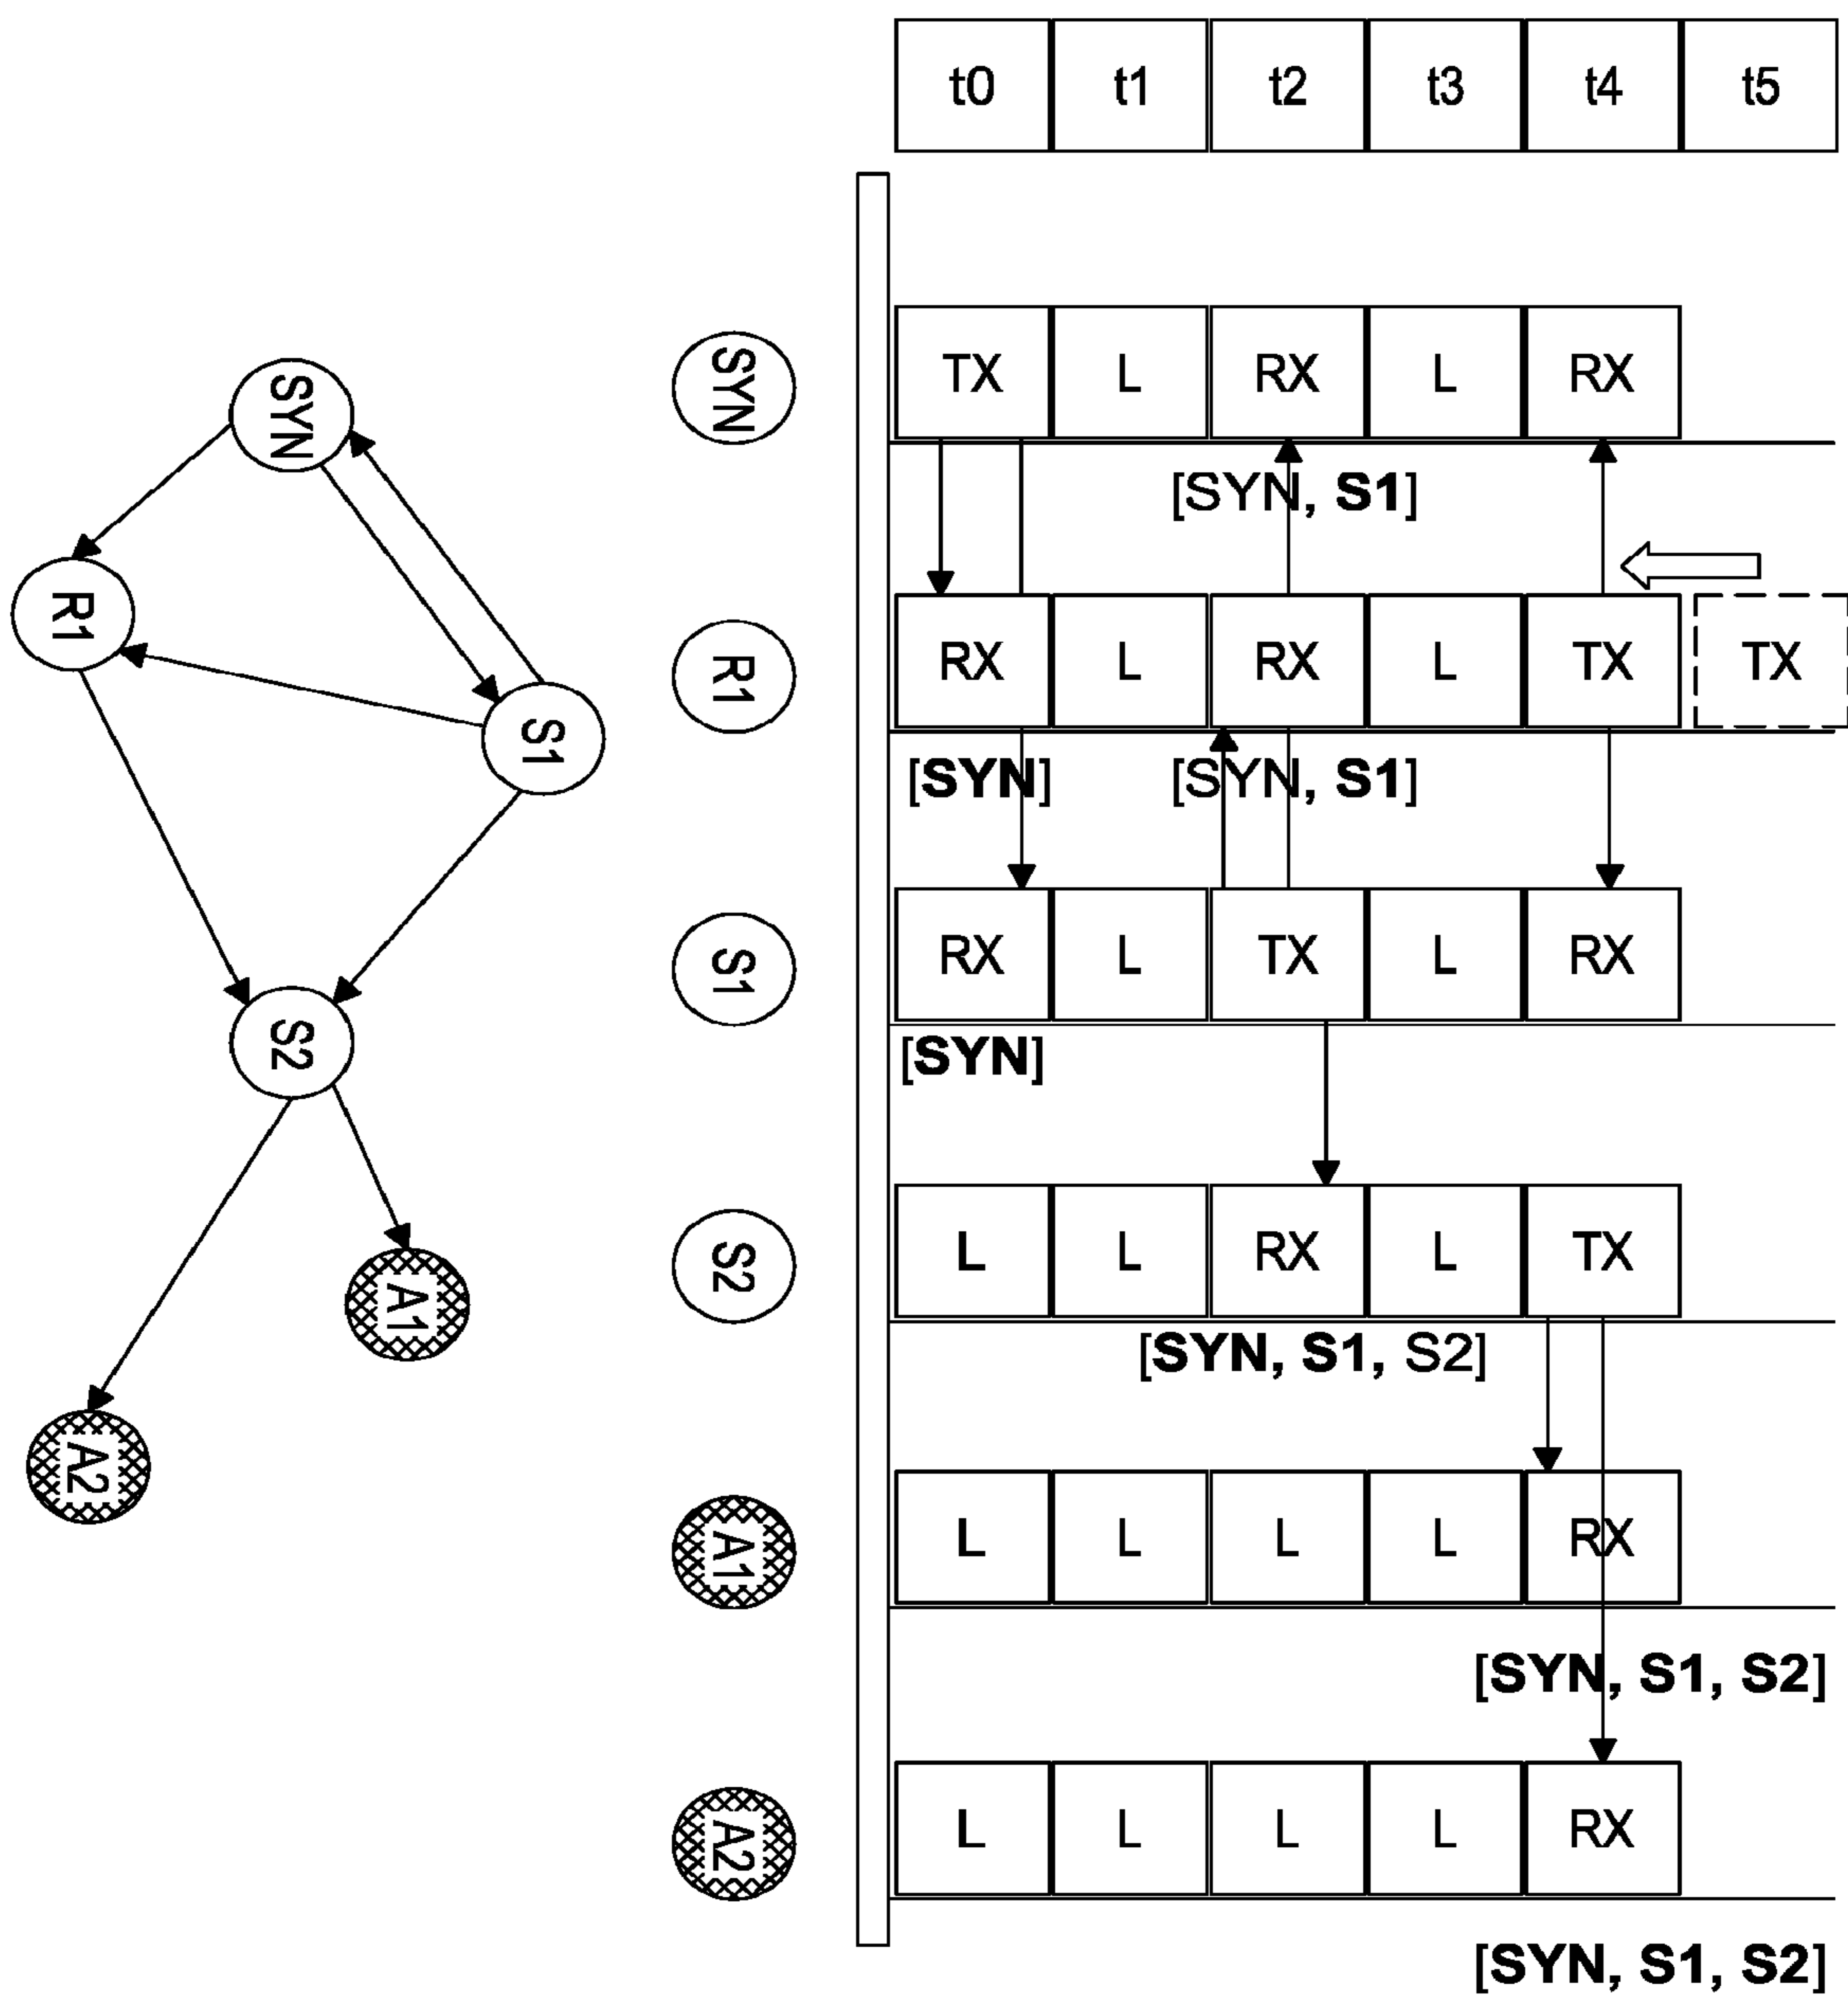 t0 t1 t2 t3 t4 t5
SYN TX L RX L RX
[SYN, S1]
R1 RX L RX L TX TX
[SYN] [SYN, S1]
S1 RX L TX L RX
[SYN]
S2 L L RX L TX
[SYN, S1, S2]
A1 L L L L RX
[SYN, S1, S2]
A2 L L L L RX
[SYN, S1, S2]
SYN
R1
S1
S2
A1
A2